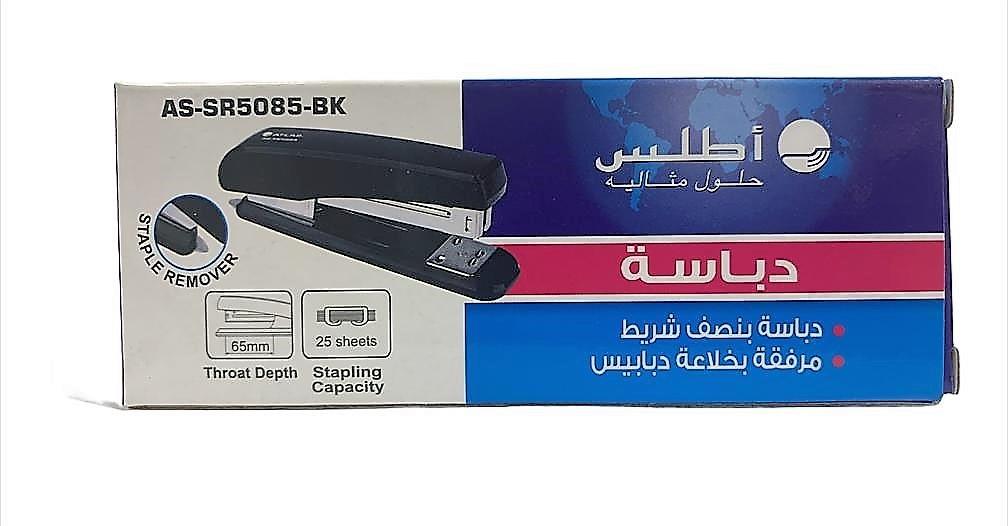 AS-SR5085-BK
ATLAS
STAPLE REMOVER
65mm
Throat Depth
25 sheets
Stapling
Capacity
أطلس
حلول مثاليه
دباسة
دباسة بنصف شريط
مرفقة بخلاعة دبابيس